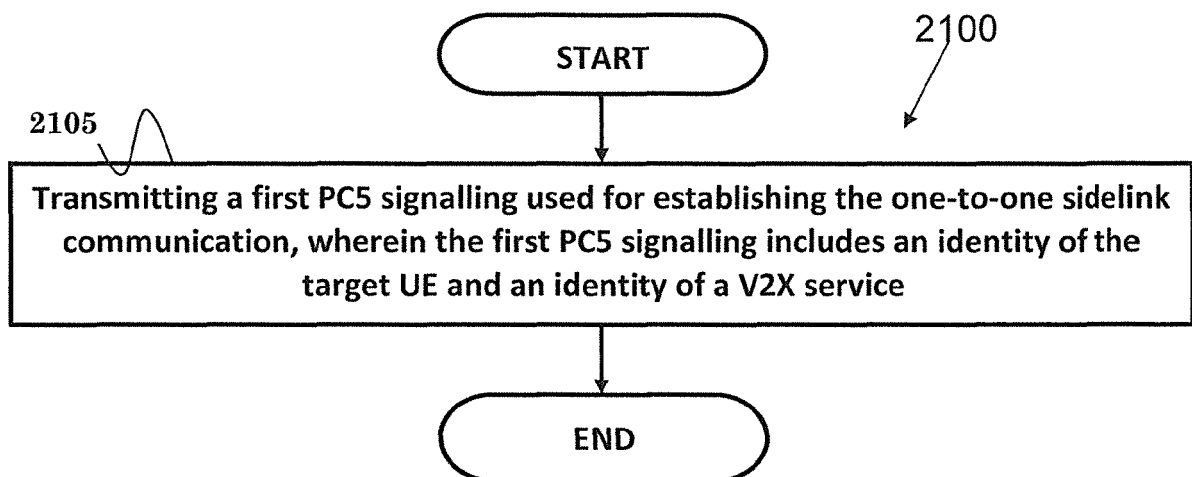 START
2100
2105
Transmitting a first PC5 signalling used for establishing the one-to-one sidelink
communication, wherein the first PC5 signalling includes an identity of the
target UE and an identity of a V2X service
END